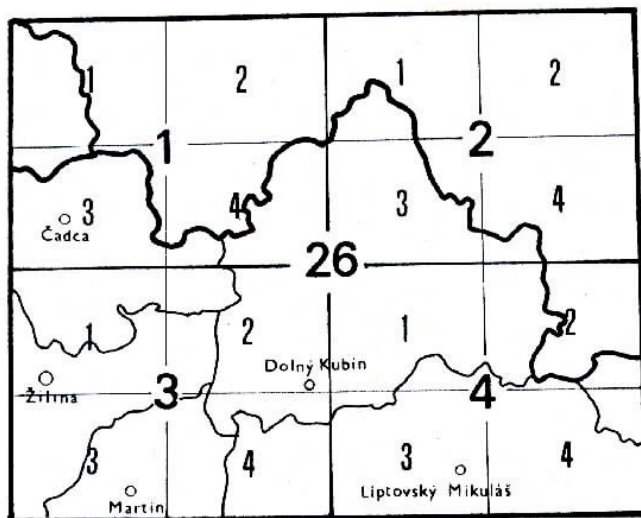 1 2 1 2
1 2
3 4 3 4
Čadca
26
1 2 1 2
Dolný Kubín
Žilina 3 4
3 4 3 4
Martin Liptovský Mikuláš